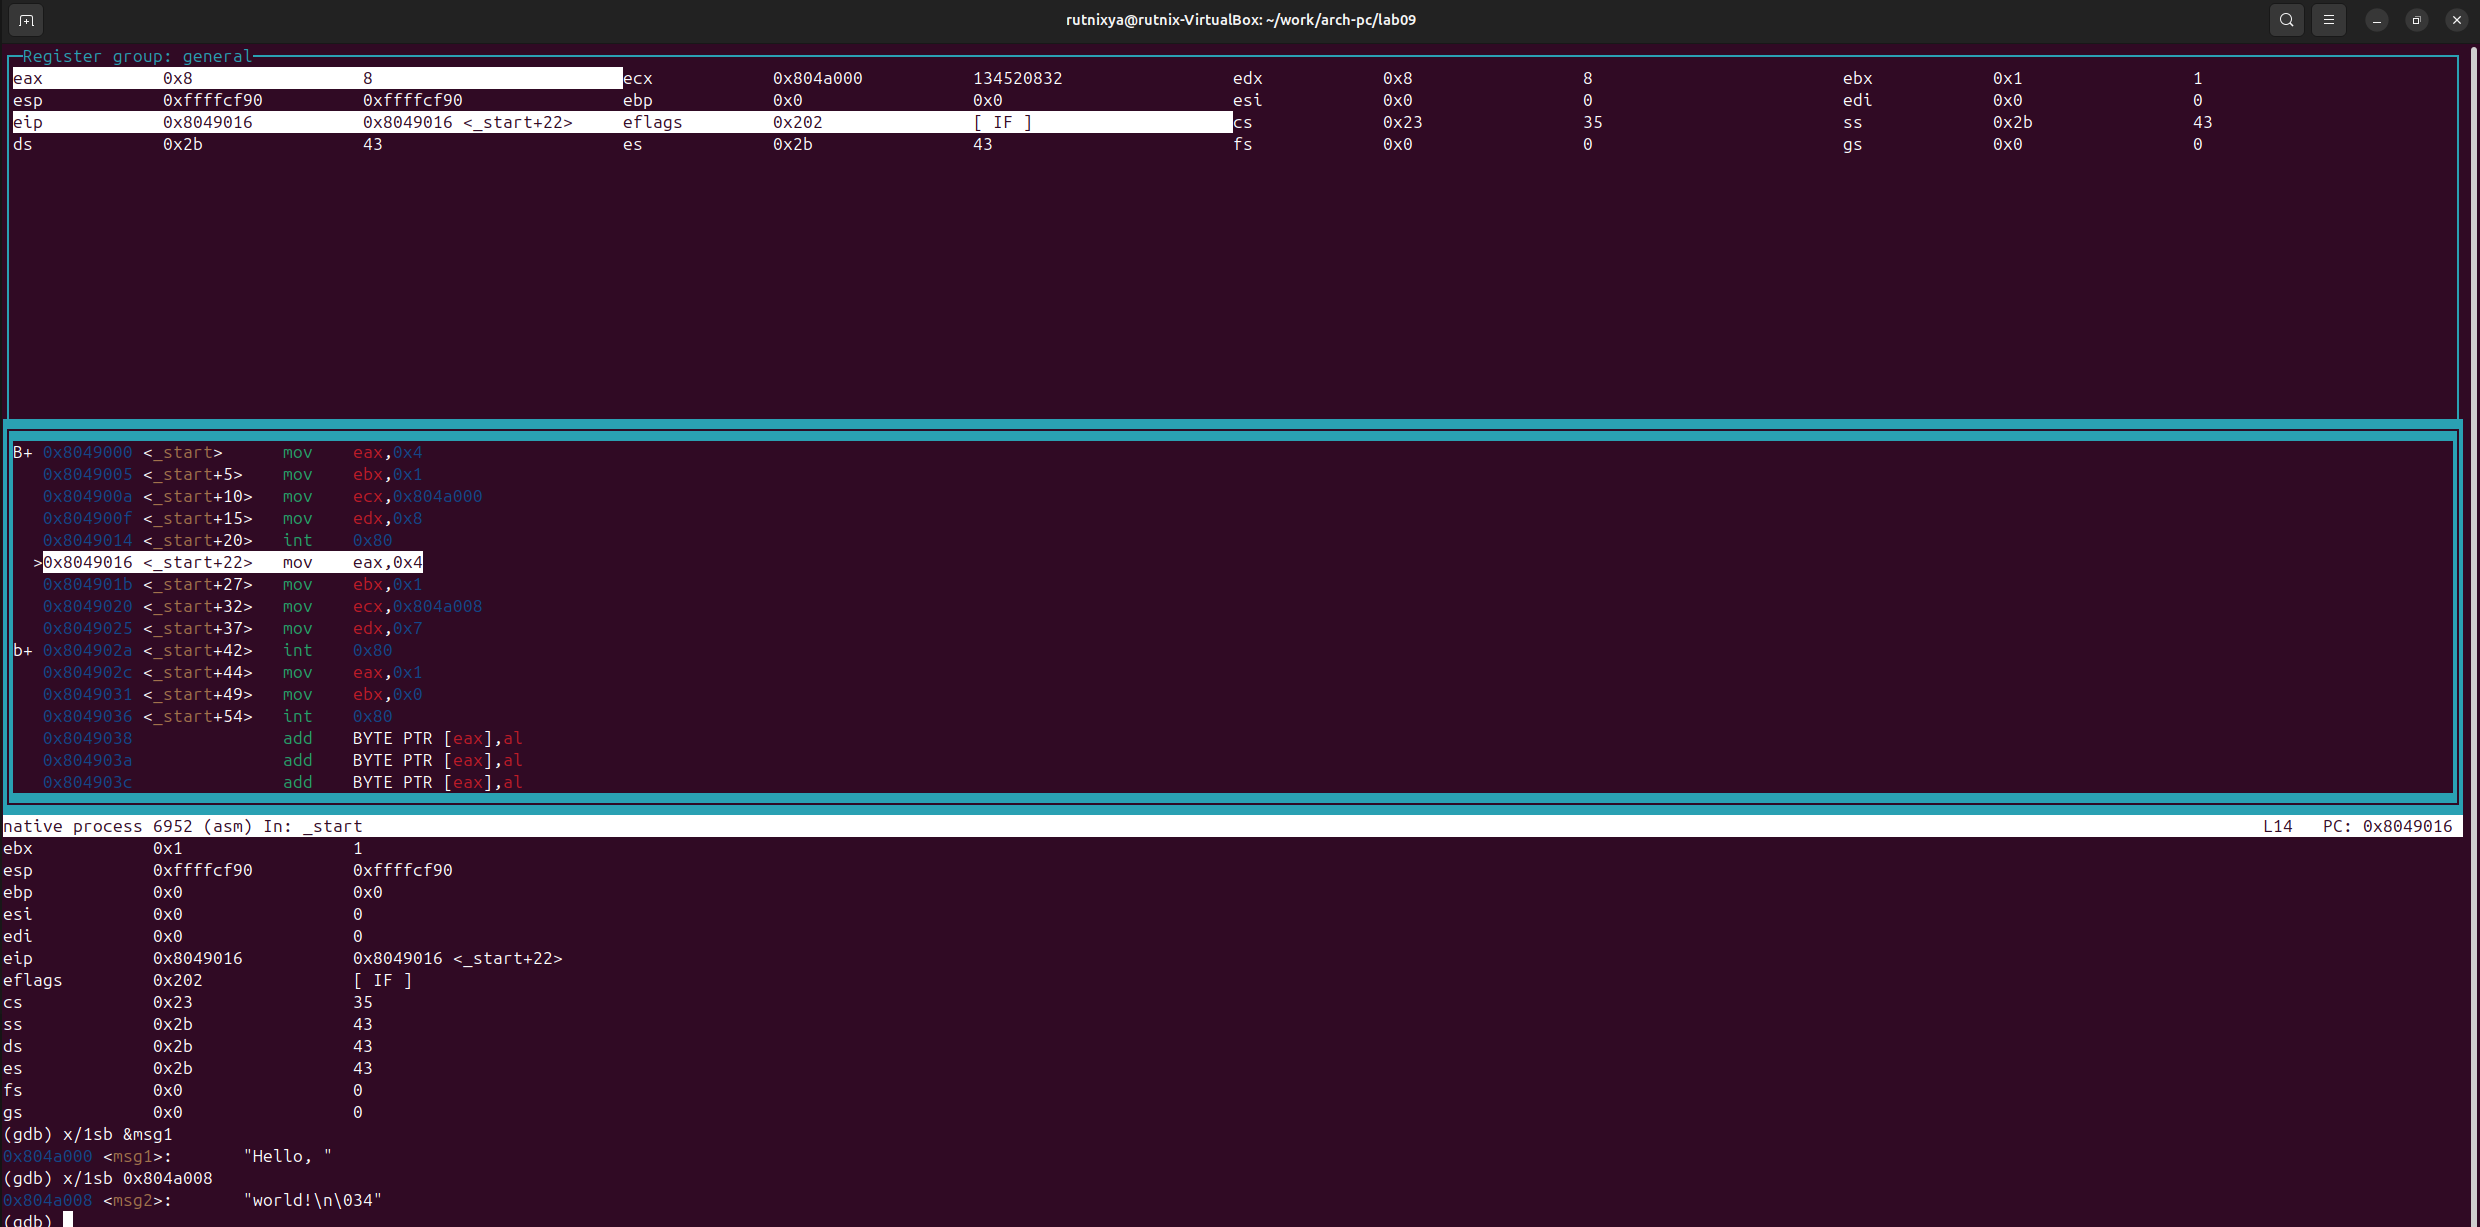 rutnixya@rutnix-VirtualBox: ~/work/arch-pc/lab09
Register group: general
eax 0x8 8 ecx 0x804a000 134520832 edx 0x8 8 ebx 0x1 1
esp 0xffffcf90 0xffffcf90 ebp 0x0 0x0 esi 0x0 0 edi 0x0 0
eip 0x8049016 0x8049016 <_start+22> eflags 0x202 [ IF ] cs 0x23 35 ss 0x2b 43
ds 0x2b 43 es 0x2b 43 fs 0x0 0 gs 0x0 0
B+ 0x8049000 <_start> mov eax,0x4
0x8049005 <_start+5> mov ebx,0x1
0x804900a <_start+10> mov ecx,0x804a000
0x804900f <_start+15> mov edx,0x8
0x8049014 <_start+20> int 0x80
>0x8049016 <_start+22> mov eax,0x4
0x804901b <_start+27> mov ebx,0x1
0x8049020 <_start+32> mov ecx,0x804a008
0x8049025 <_start+37> mov edx,0x7
b+ 0x804902a <_start+42> int 0x80
0x804902c <_start+44> mov eax,0x1
0x8049031 <_start+49> mov ebx,0x0
0x8049036 <_start+54> int 0x80
0x8049038 add BYTE PTR [eax],al
0x804903a add BYTE PTR [eax],al
0x804903c add BYTE PTR [eax],al
native process 6952 (asm) In: _start L14 PC: 0x8049016
ebx 0x1 1
esp 0xffffcf90 0xffffcf90
ebp 0x0 0x0
esi 0x0 0
edi 0x0 0
eip 0x8049016 0x8049016 <_start+22>
eflags 0x202 [ IF ]
cs 0x23 35
ss 0x2b 43
ds 0x2b 43
es 0x2b 43
fs 0x0 0
gs 0x0 0
(gdb) x/1sb &msg1
0x804a000 <msg1>: "Hello, "
(gdb) x/1sb 0x804a008
0x804a008 <msg2>: "world!\n\034"
(gdb)